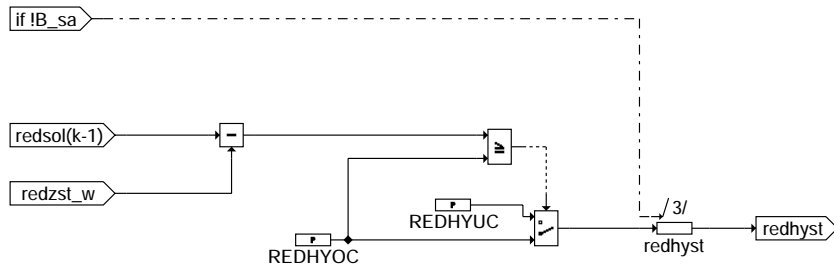 if !B_sa
redsol(k-1)
redzst_w
P
REDHYUC
P
REDHYOC
/ 3/
redhyst
redhyst